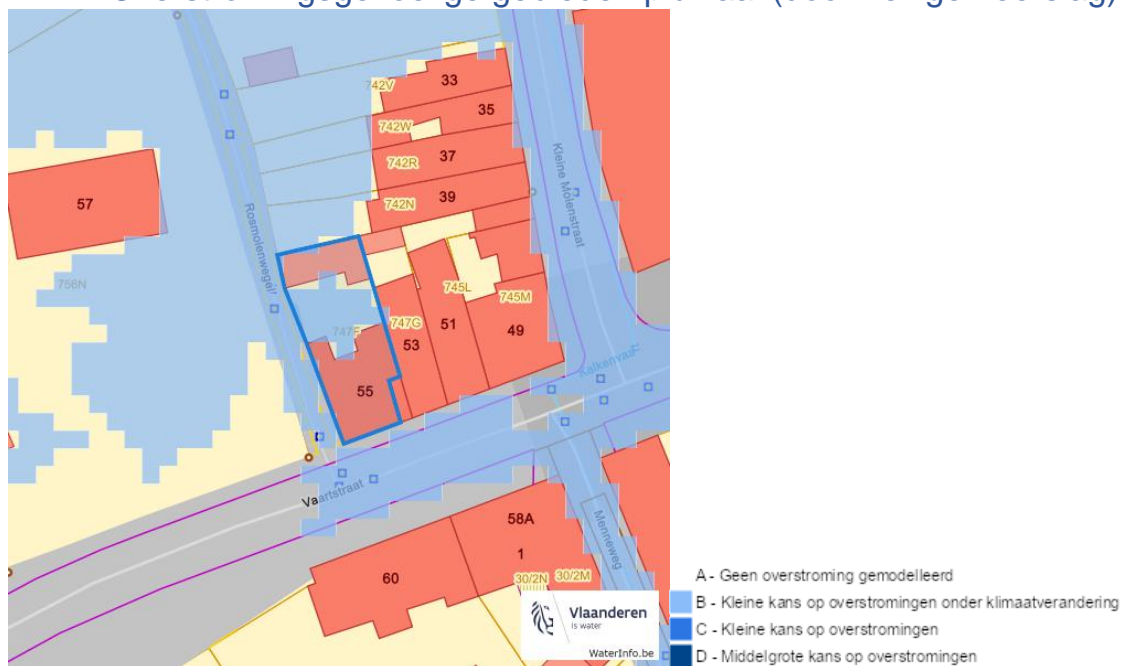 33
742V
35
742W
37
742R
39
742N
57
Kleine Molenstraat
Rosmolenwegel
756N
745L
745M
747F
747G
51
53
49
Kalkenvaart
55
Vaartstraat
58A
1
Menneweg
60
30/2N
30/2M
Vlaanderen
is water
WaterInfo.be
A - Geen overstroming gemodelleerd
B - Kleine kans op overstromingen onder klimaatverandering
C - Kleine kans op overstromingen
D - Middelgrote kans op overstromingen